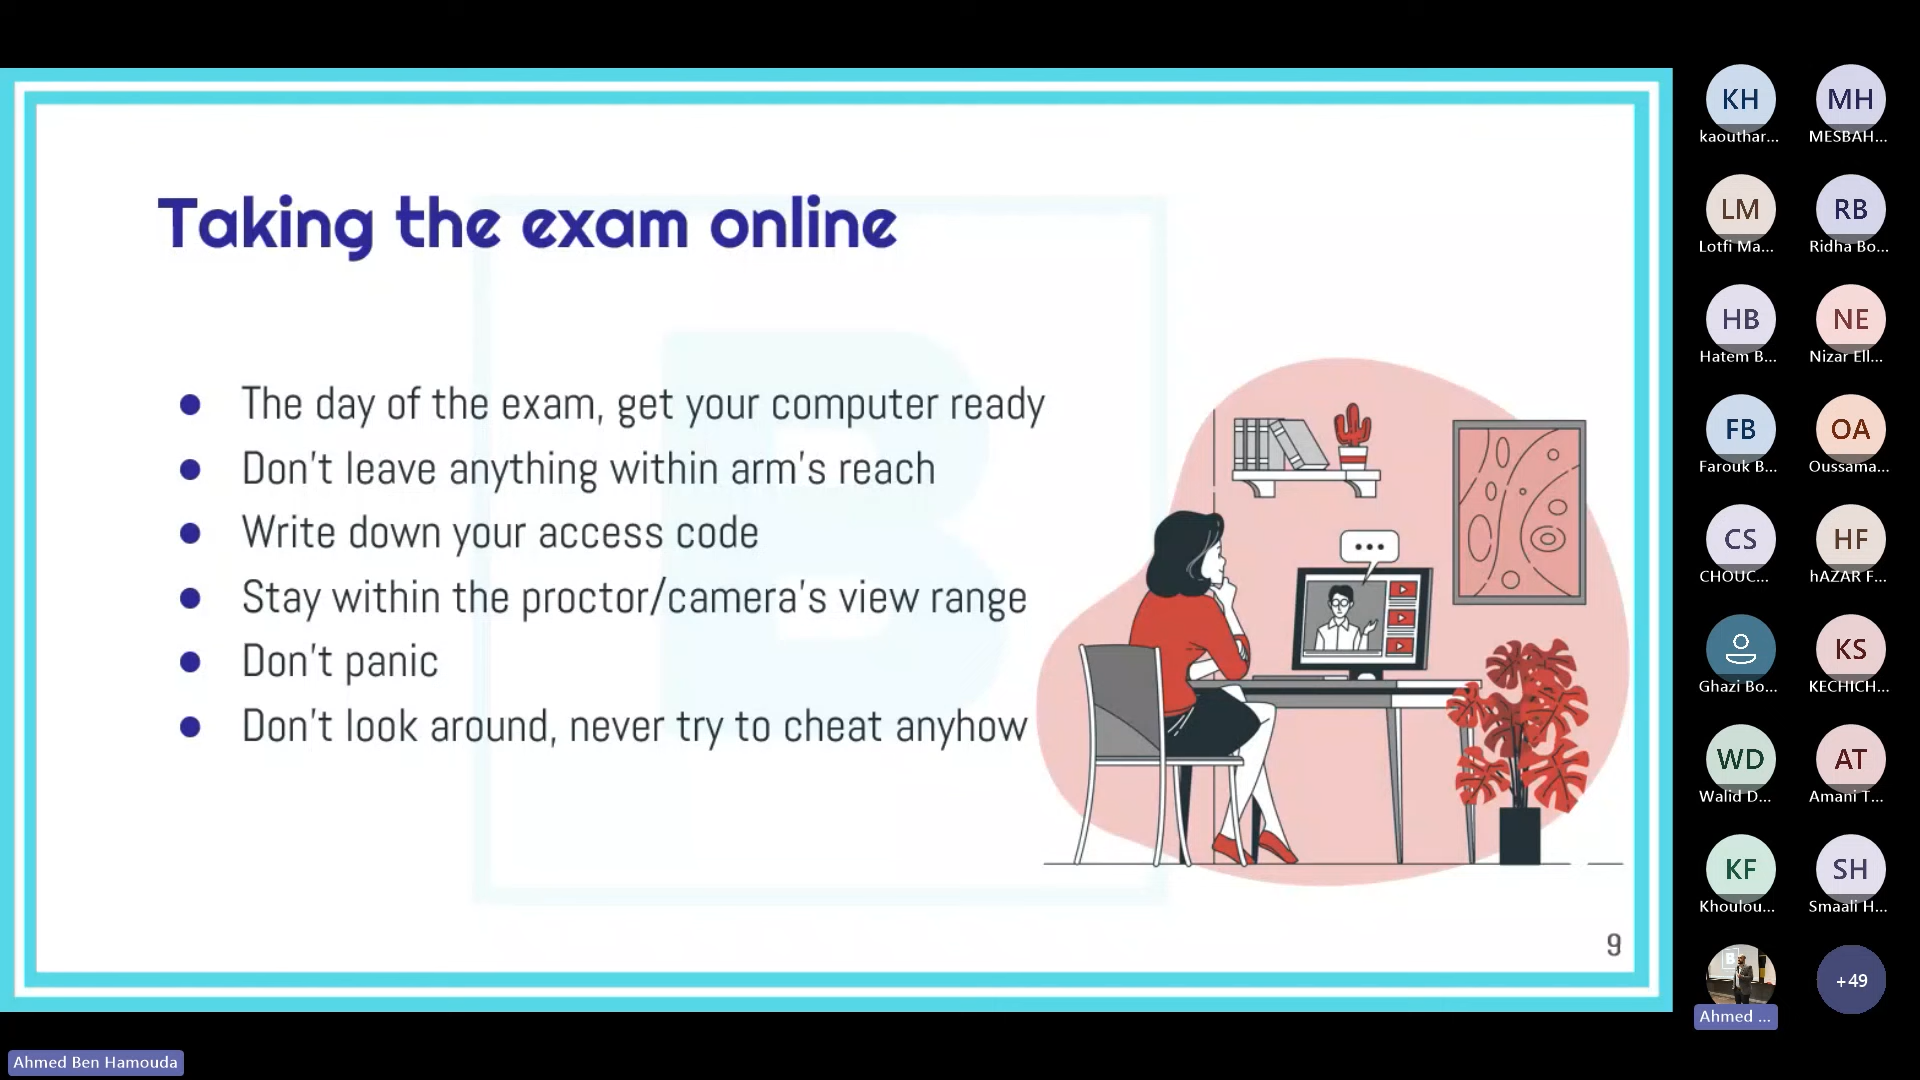 Taking the exam online
The day of the exam, get your computer ready
Don't leave anything within arm's reach
Write down your access code
Stay within the proctor/camera's view range
Don't panic
Don't look around, never try to cheat anyhow
9
B
KH
kaouthar...
MH
MESBAH...
LM
Lotfi Ma...
RB
Ridha Bo...
HB
Hatem B...
NE
Nizar Ell...
FB
Farouk B...
OA
Oussama...
CS
CHOUC...
HF
hAZAR F...
Ghazi Bo...
KS
KECHICH...
WD
Walid D...
AT
Amani T...
KF
Khoulou...
SH
Smaali H...
B
Ahmed ...
+49
Ahmed Ben Hamouda